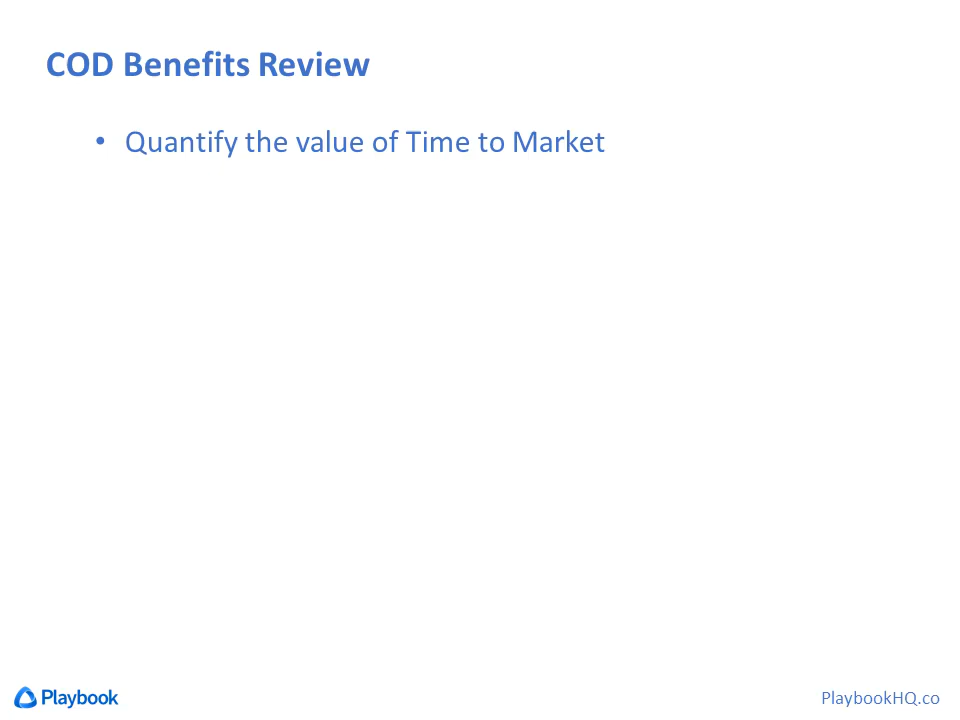 COD Benefits Review
• Quantify the value of Time to Market
Playbook
PlaybookHQ.co